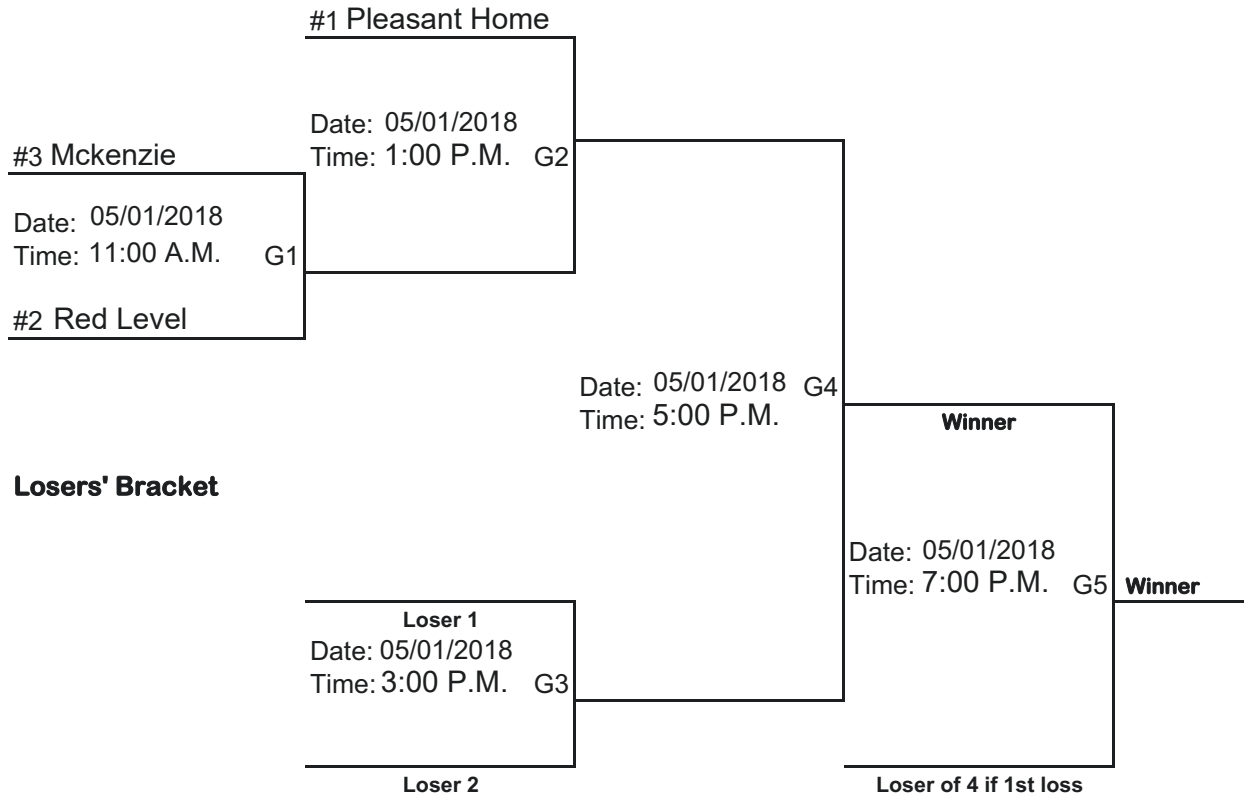 #1 Pleasant Home
Date: 05/01/2018
Time: 1:00 P.M. G2
#3 Mckenzie
Date: 05/01/2018
Time: 11:00 A.M. G1
#2 Red Level
Date: 05/01/2018 G4
Time: 5:00 P.M.
Winner
Losers' Bracket
Date: 05/01/2018
Time: 7:00 P.M. G5 Winner
Loser 1
Date: 05/01/2018
Time: 3:00 P.M. G3
Loser 2
Loser of 4 if 1st loss